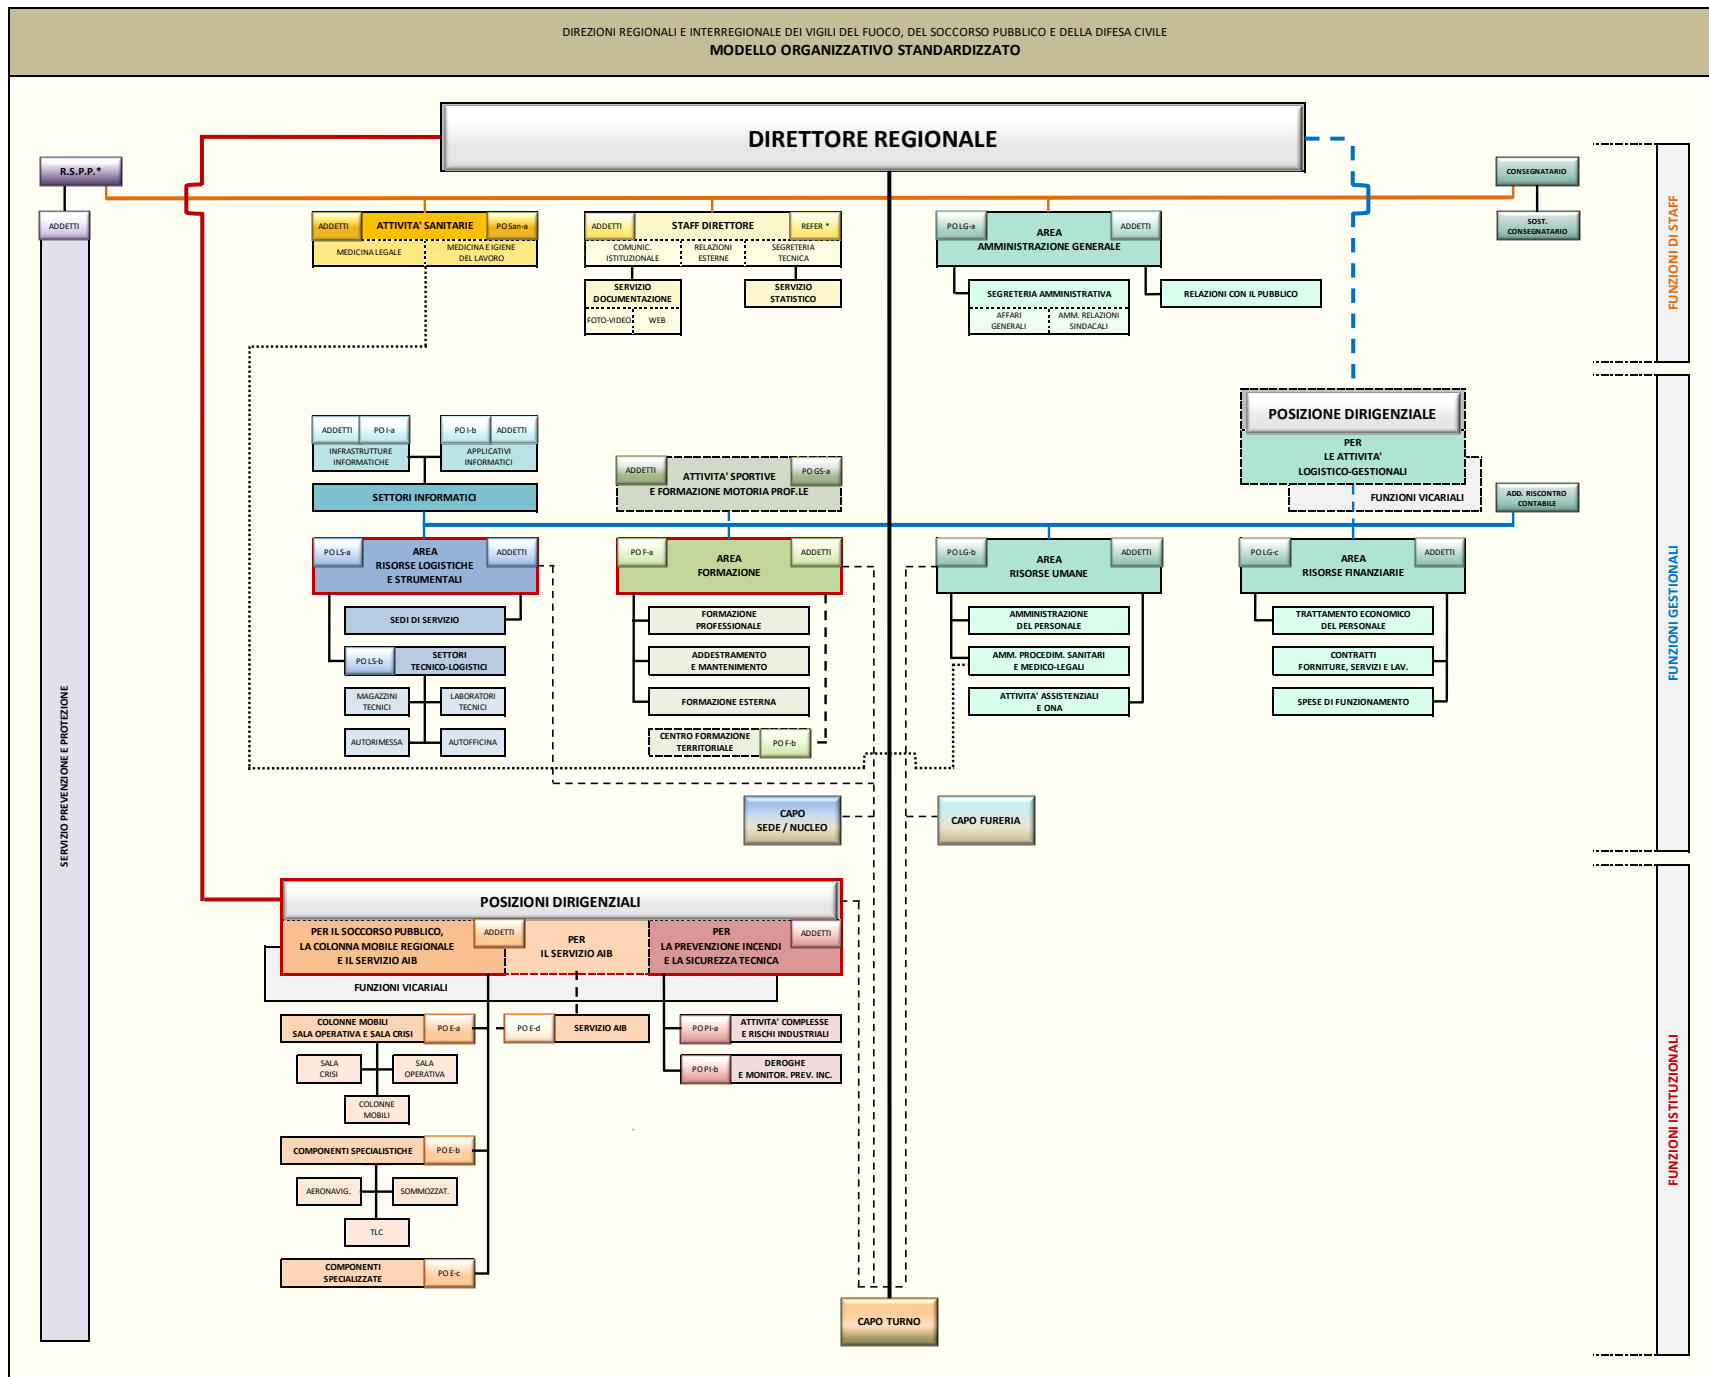 DIREZIONI REGIONALI E INTERREGIONALE DEI VIGILI DEL FUOCO, DEL SOCCORSO PUBBLICO E DELLA DIFESA CIVILE
MODELLO ORGANIZZATIVO STANDARDIZZATO
DIRETTORE REGIONALE
R.S.P.P.*
ADDETTI
SERVIZIO PREVENZIONE E PROTEZIONE
CONSEGNATARIO
SOST.
CONSEGNATARIO
FUNZIONI DI STAFF
ADDETTI
ATTIVITA' SANITARIE
PO San-a
MEDICINA LEGALE
MEDICINA E IGIENE
DEL LAVORO
ADDETTI
STAFF DIRETTORE
REFER *
COMUNIC.
ISTITUZIONALE
RELAZIONI
ESTERNE
SEGRETERIA
TECNICA
SERVIZIO
DOCUMENTAZIONE
FOTO-VIDEO
WEB
SERVIZIO
STATISTICO
PO LG-a
AREA
AMMINISTRAZIONE GENERALE
ADDETTI
SEGRETERIA AMMINISTRATIVA
AFFARI
GENERALI
AMM. RELAZIONI
SINDACALI
RELAZIONI CON IL PUBBLICO
POSIZIONE DIRIGENZIALE
PER
LE ATTIVITA'
LOGISTICO-GESTIONALI
FUNZIONI VICARIALI
ADD. RISCONTRO
CONTABILE
FUNZIONI GESTIONALI
ADDETTI
PO I-a
INFRASTRUTTURE
INFORMATICHE
PO I-b
ADDETTI
APPLICATIVI
INFORMATICI
SETTORI INFORMATICI
ADDETTI
ATTIVITA' SPORTIVE
E FORMAZIONE MOTORIA PROF.LE
PO GS-a
PO LS-a
AREA
RISORSE LOGISTICHE
E STRUMENTALI
ADDETTI
SEDI DI SERVIZIO
PO LS-b
SETTORI
TECNICO-LOGISTICI
MAGAZZINI
TECNICI
LABORATORI
TECNICI
AUTORIMESSA
AUTOFFICINA
PO F-a
AREA
FORMAZIONE
ADDETTI
FORMAZIONE
PROFESSIONALE
ADDESTRAMENTO
E MANTENIMENTO
FORMAZIONE ESTERNA
CENTRO FORMAZIONE
TERRITORIALE
PO F-b
PO LG-b
AREA
RISORSE UMANE
ADDETTI
AMMINISTRAZIONE
DEL PERSONALE
AMM. PROCEDIM. SANITARI
E MEDICO-LEGALI
ATTIVITA' ASSISTENZIALI
E ONA
PO LG-c
AREA
RISORSE FINANZIARIE
ADDETTI
TRATTAMENTO ECONOMICO
DEL PERSONALE
CONTRATTI
FORNITURE, SERVIZI E LAV.
SPESE DI FUNZIONAMENTO
CAPO
SEDE / NUCLEO
CAPO FURERIA
POSIZIONI DIRIGENZIALI
PER IL SOCCORSO PUBBLICO,
LA COLONNA MOBILE REGIONALE
E IL SERVIZIO AIB
ADDETTI
PER
IL SERVIZIO AIB
PER
LA PREVENZIONE INCENDI
E LA SICUREZZA TECNICA
ADDETTI
FUNZIONI VICARIALI
COLONNE MOBILI
SALA OPERATIVA E SALA CRISI
PO E-a
SALA
CRISI
SALA
OPERATIVA
COLONNE
MOBILI
PO E-d
SERVIZIO AIB
PO PI-a
ATTIVITA' COMPLESSE
E RISCHI INDUSTRIALI
PO PI-b
DEROGHE
E MONITOR. PREV. INC.
COMPONENTI SPECIALISTICHE
PO E-b
AERONAVIG.
SOMMOZZAT.
TLC
COMPONENTI
SPECIALIZZATE
PO E-c
CAPO TURNO
FUNZIONI ISTITUZIONALI